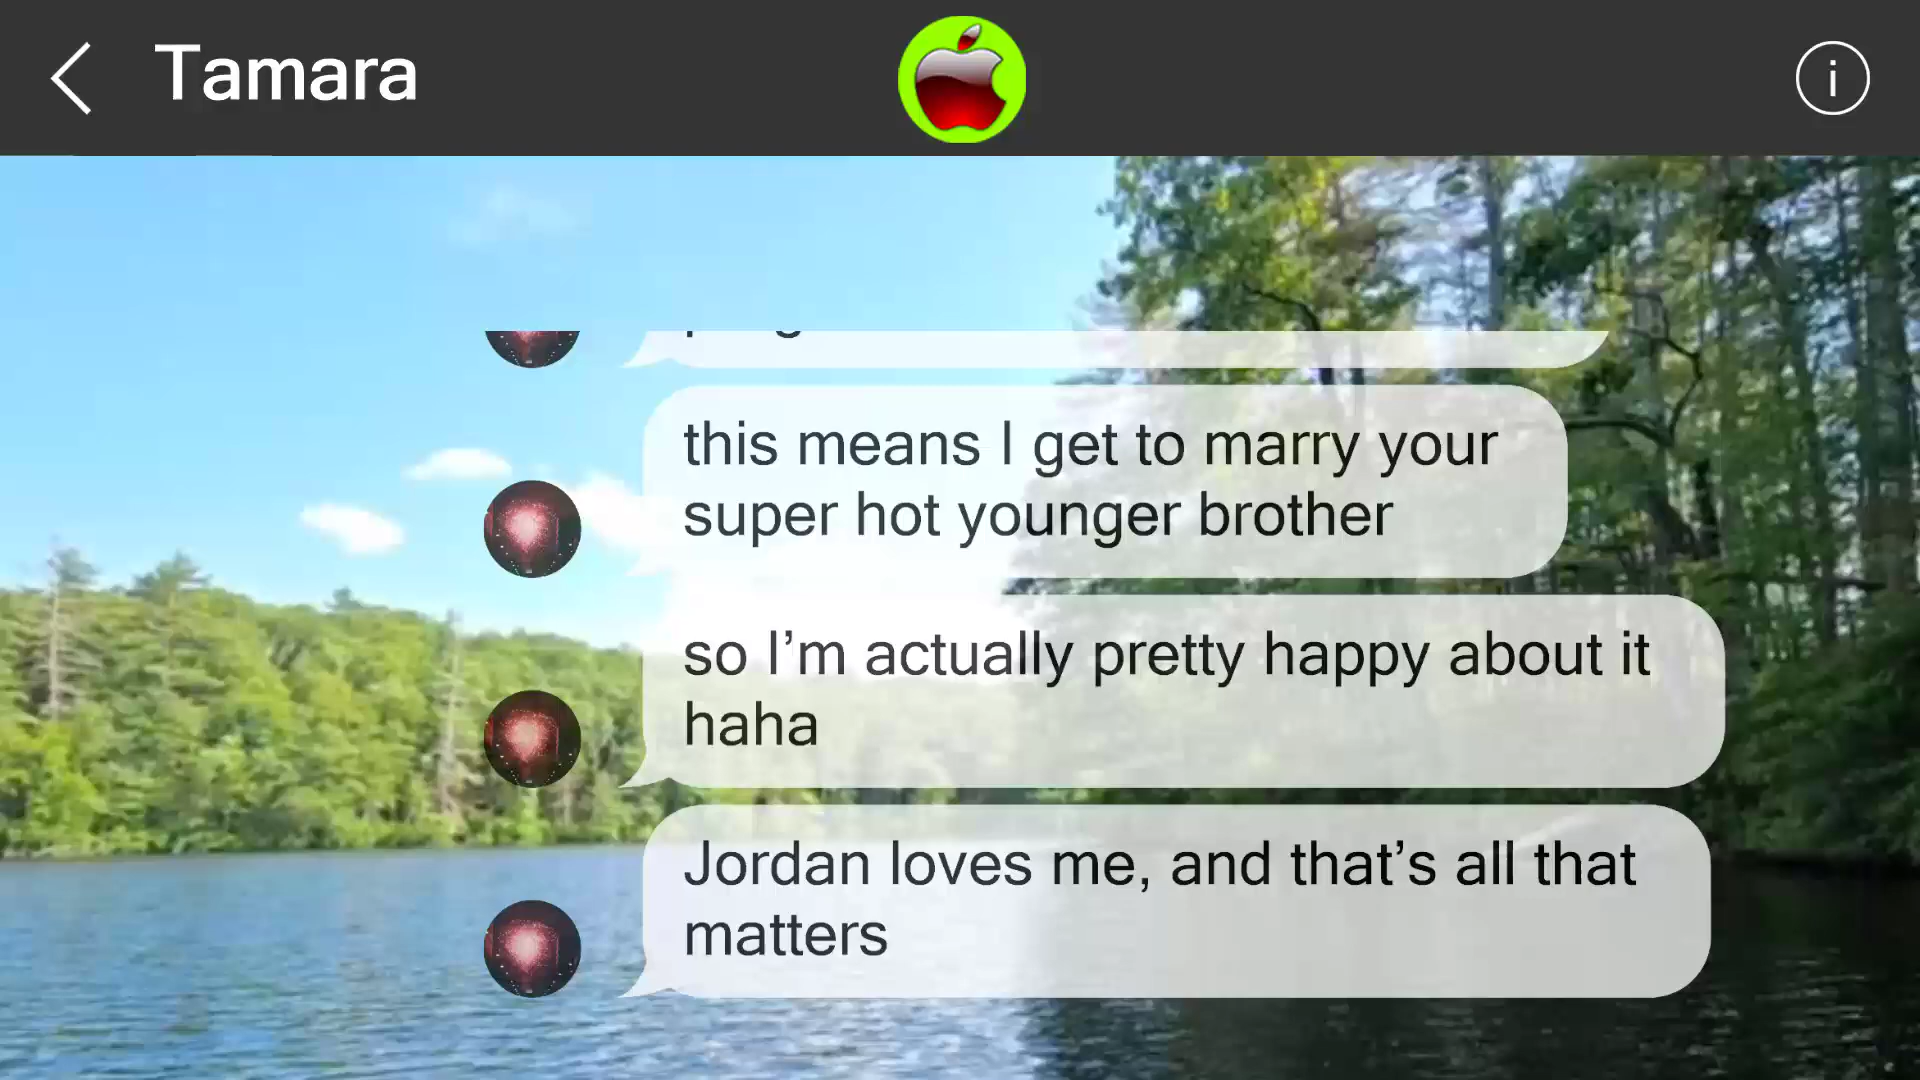 Tamara
this means I get to marry your
super hot younger brother
so I’m actually pretty happy about it
haha
Jordan loves me, and that’s all that
matters